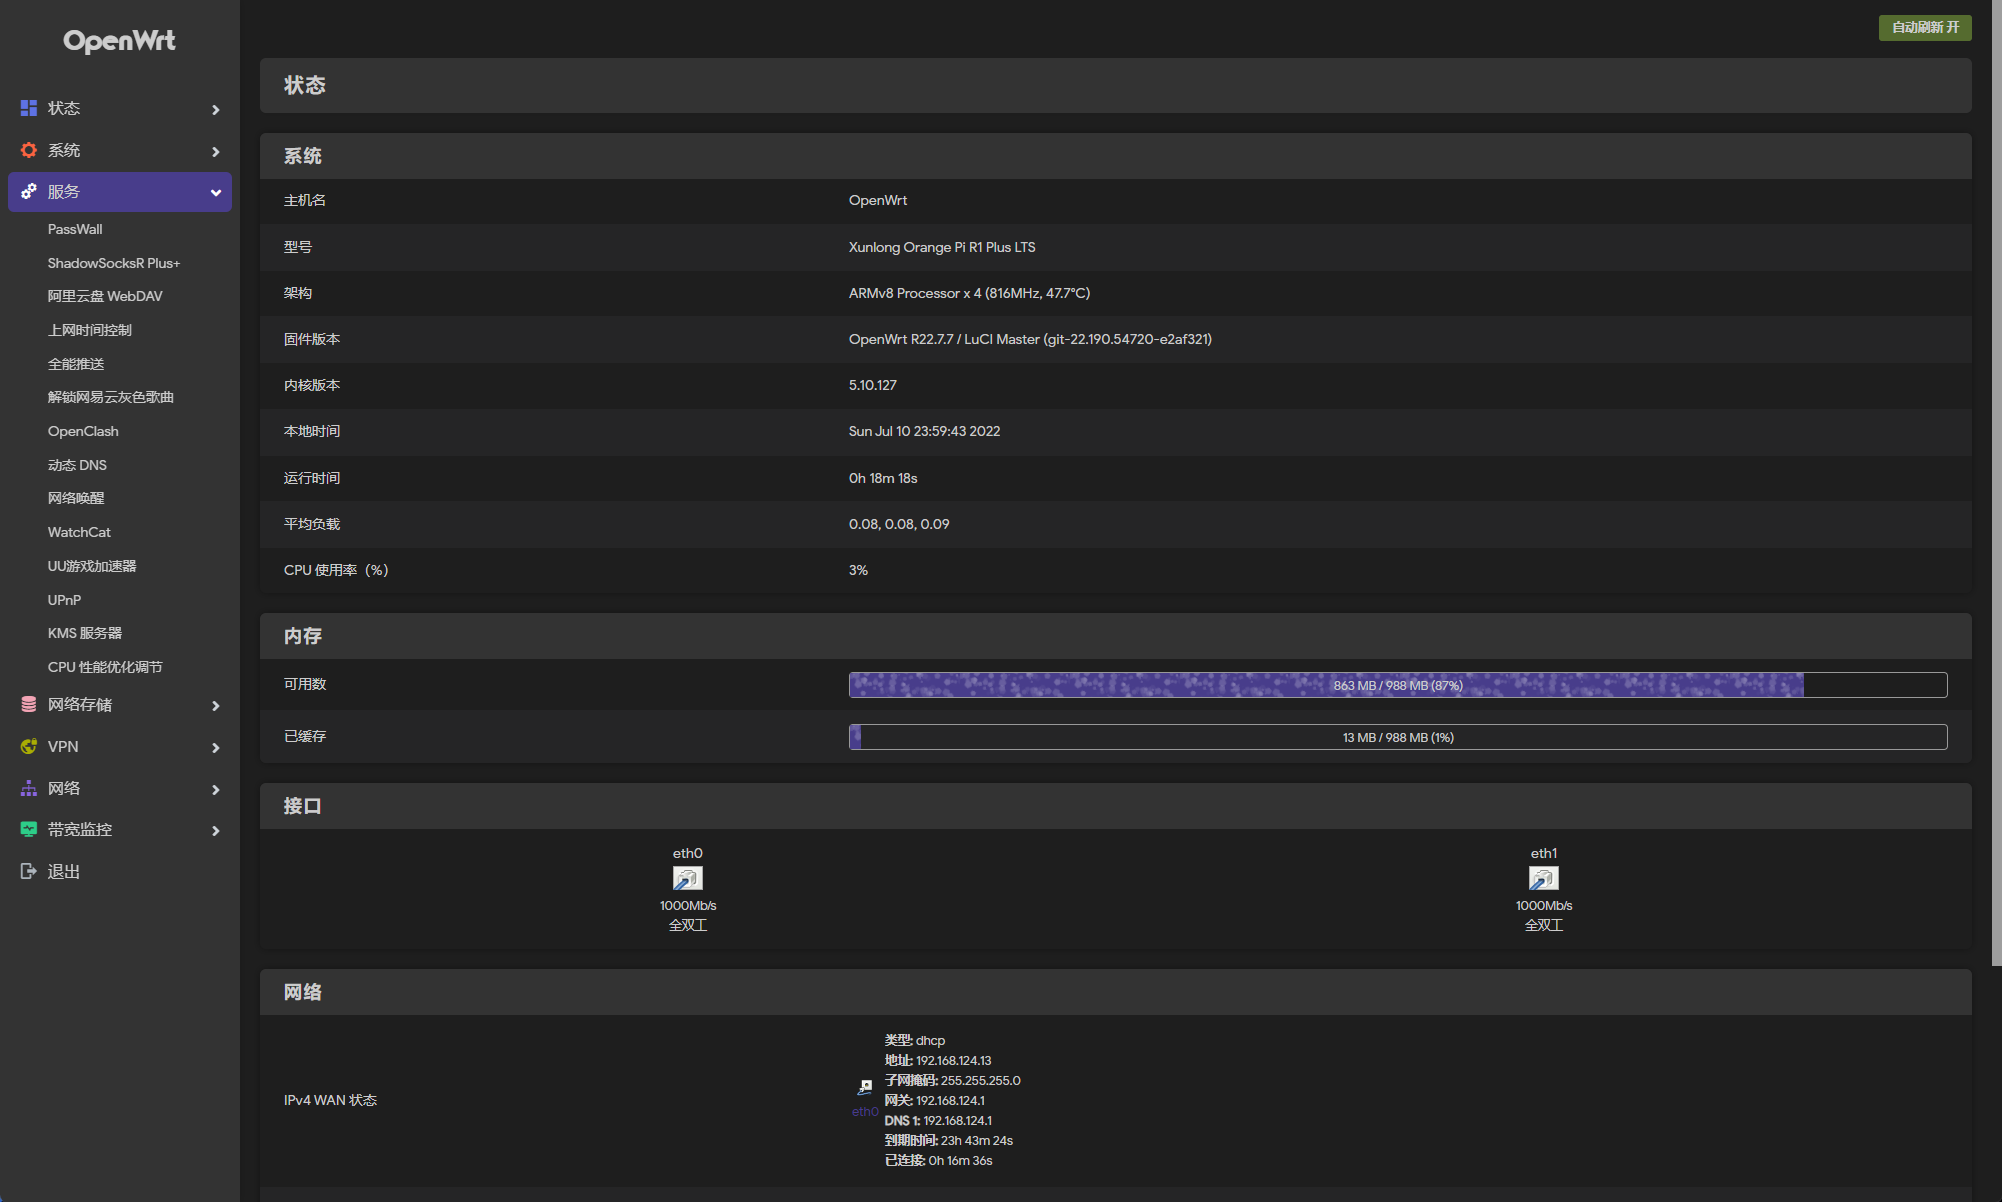 OpenWrt
状态
系统
服务
PassWall
ShadowSocksR Plus+
阿里云盘 WebDAV
上网时间控制
全能推送
解锁网易云灰色歌曲
OpenClash
动态 DNS
网络唤醒
WatchCat
UU游戏加速器
UPnP
KMS 服务器
CPU 性能优化调节
网络存储
VPN
网络
带宽监控
退出
自动刷新 开
状态
系统
主机名 OpenWrt
型号 Xunlong Orange Pi R1 Plus LTS
架构 ARMv8 Processor x 4 (816MHz, 47.7°C)
固件版本 OpenWrt R22.7.7 / LuCI Master (git-22.190.54720-e2af321)
内核版本 5.10.127
本地时间 Sun Jul 10 23:59:43 2022
运行时间 0h 18m 18s
平均负载 0.08, 0.08, 0.09
CPU 使用率（%） 3%
内存
可用数 863 MB / 988 MB (87%)
已缓存 13 MB / 988 MB (1%)
接口
eth0
1000Mb/s
全双工
eth1
1000Mb/s
全双工
网络
IPv4 WAN 状态
eth0
类型: dhcp
地址: 192.168.124.13
子网掩码: 255.255.255.0
网关: 192.168.124.1
DNS 1: 192.168.124.1
到期时间: 23h 43m 24s
已连接: 0h 16m 36s